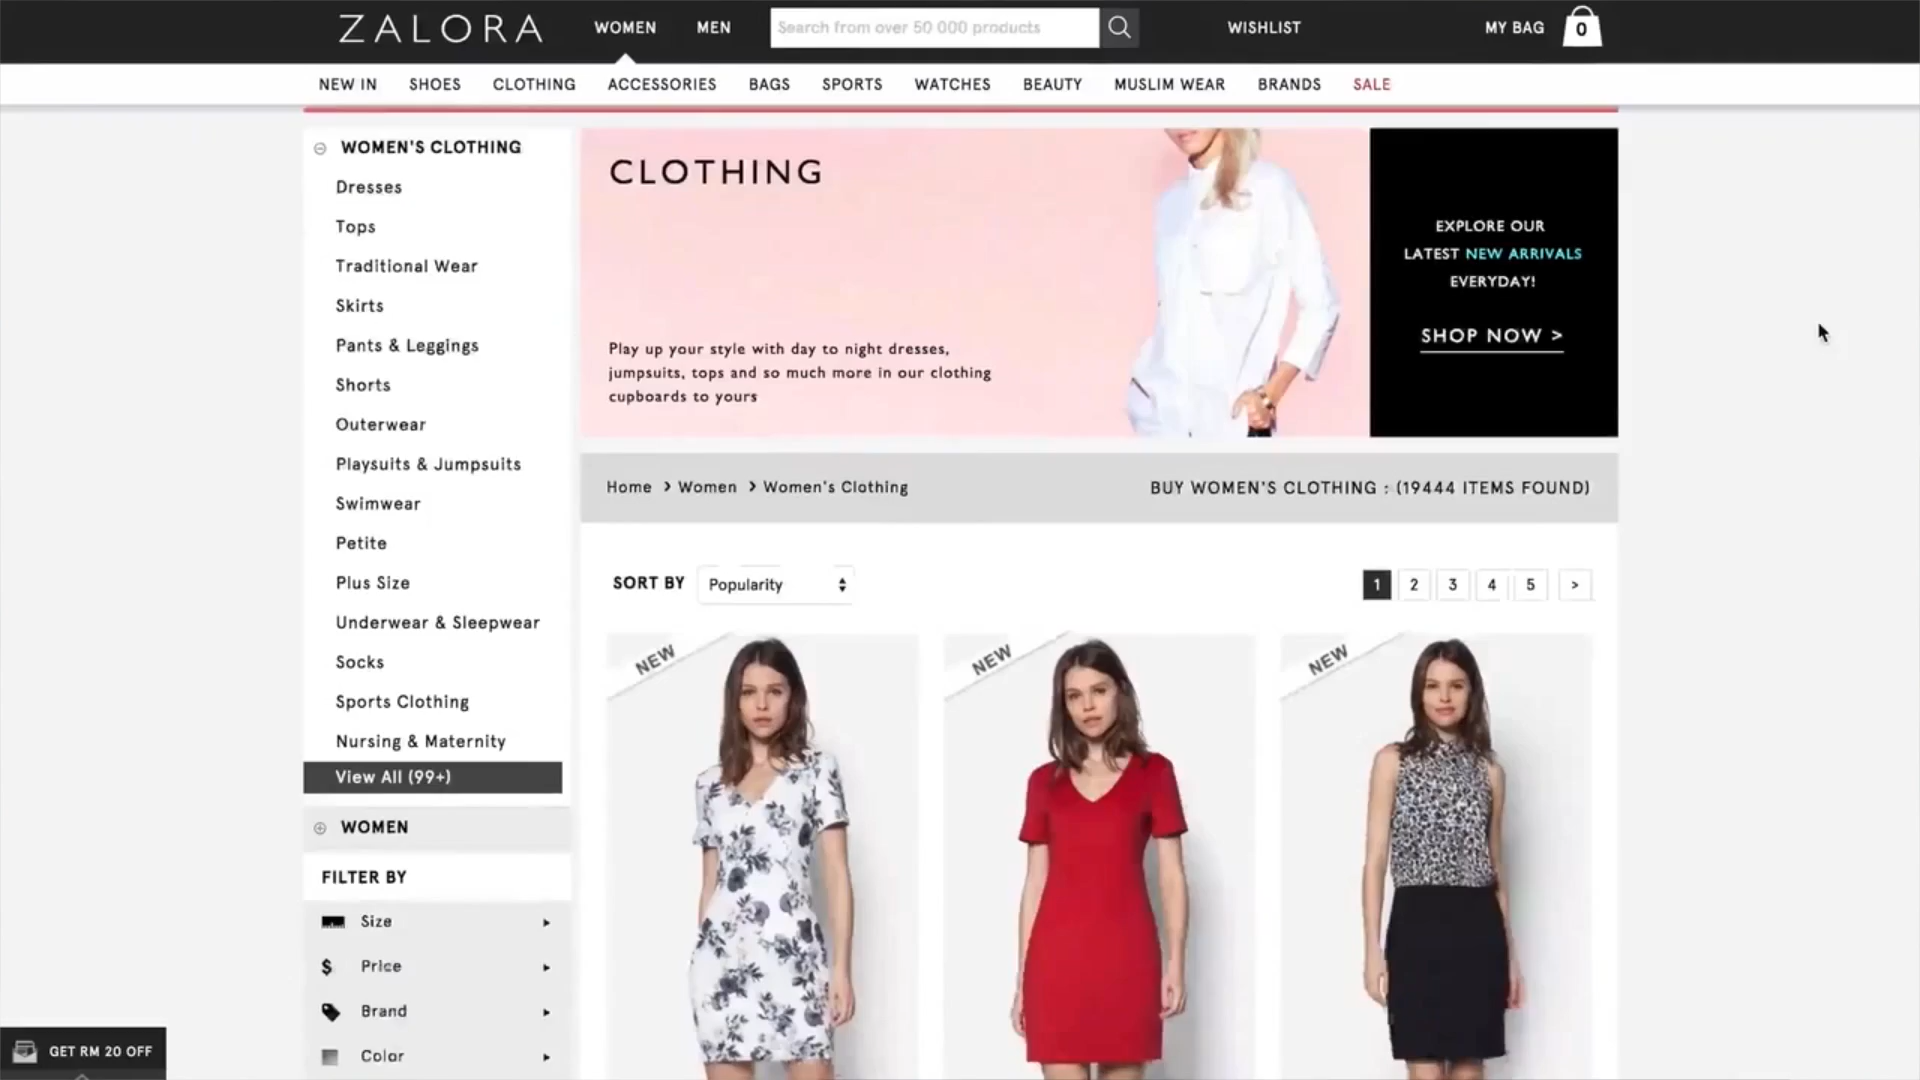 ZALORA
WOMEN
MEN
Search from over 50 000 products
WISHLIST
MY BAG
0
NEW IN
SHOES
CLOTHING
ACCESSORIES
BAGS
SPORTS
WATCHES
BEAUTY
MUSLIM WEAR
BRANDS
SALE
WOMEN'S CLOTHING
Dresses
Tops
Traditional Wear
Skirts
Pants & Leggings
Shorts
Outerwear
Playsuits & Jumpsuits
Swimwear
Petite
Plus Size
Underwear & Sleepwear
Socks
Sports Clothing
Nursing & Maternity
View All (99+)
WOMEN
FILTER BY
Size
$ Price
Brand
Color
GET RM 20 OFF
CLOTHING
Play up your style with day to night dresses,
jumpsuits, tops and so much more in our clothing
cupboards to yours
EXPLORE OUR
LATEST NEW ARRIVALS
EVERYDAY!
SHOP NOW >
Home > Women > Women's Clothing
BUY WOMEN'S CLOTHING : (19444 ITEMS FOUND)
SORT BY
Popularity
1 2 3 4 5 >
NEW
NEW
NEW